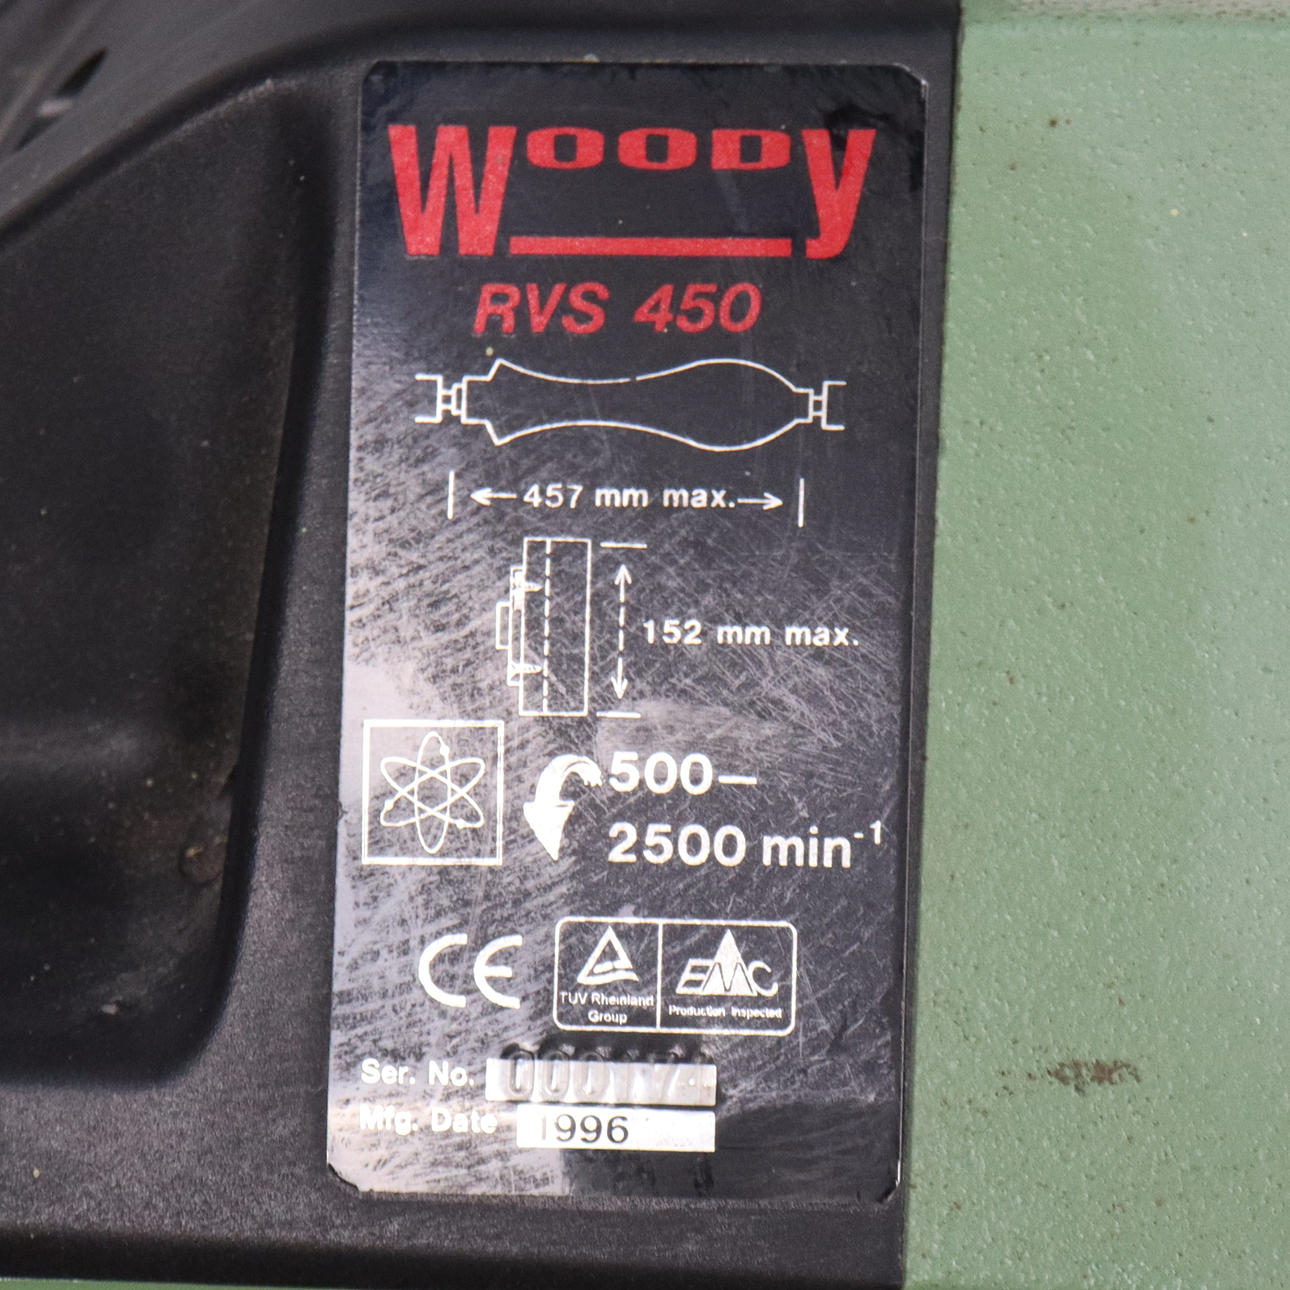 WOODY
RVS 450
457 mm max.
152 mm max.
500–
2500 min⁻¹
CE
TUV Rheinland
Group
EMC
Production Inspected
Ser. No.
Mfg. Date 1996